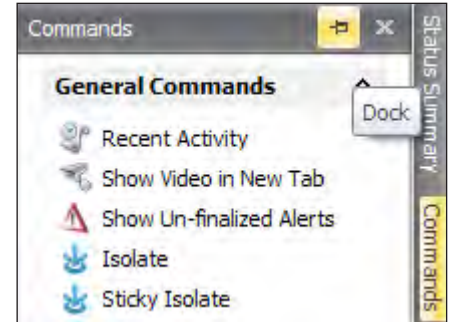 Commands
General Commands
Dock
Recent Activity
Show Video in New Tab
Show Un-finalized Alerts
Isolate
Sticky Isolate
Status Summary
Commands